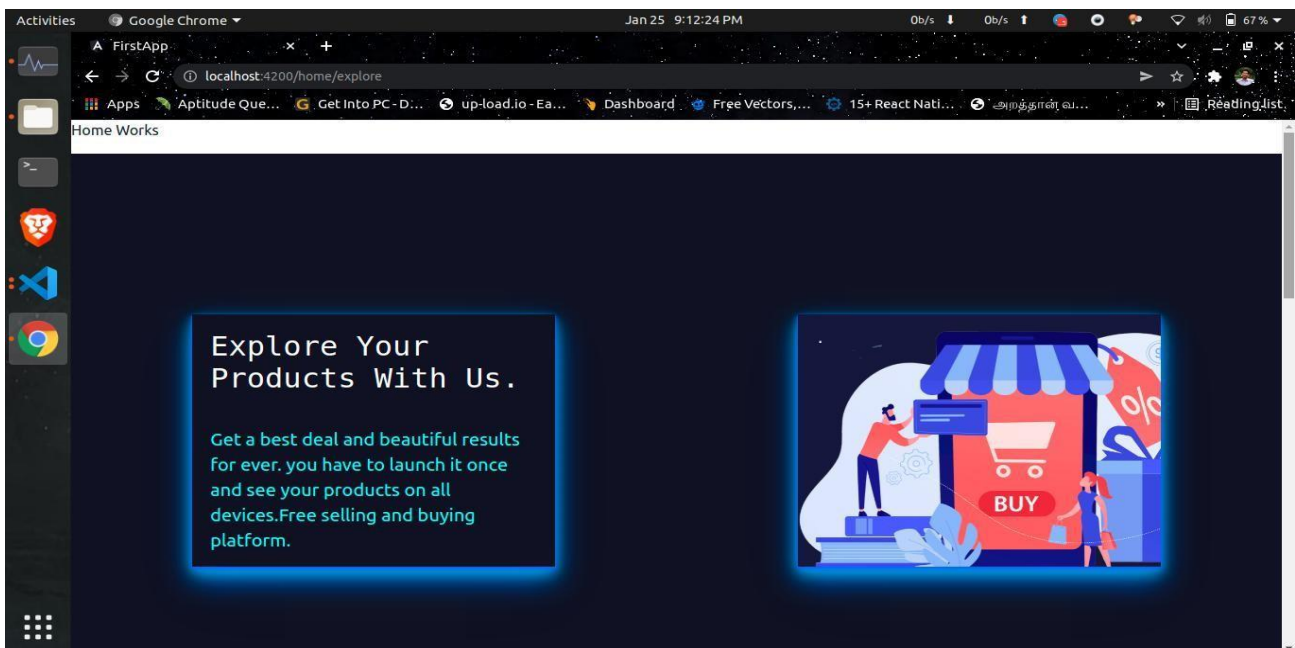 Activities Google Chrome Jan 25 9:12:24 PM 0b/s 0b/s 67 %
FirstApp
localhost:4200/home/explore
Apps Aptitude Que... Get Into PC - D... up-load.io - Ea... Dashboard Free Vectors,... 15+ React Nati... அறத்தான் வ... » Reading list
Home Works
Explore Your
Products With Us.
Get a best deal and beautiful results
for ever. you have to launch it once
and see your products on all
devices.Free selling and buying
platform.
%
BUY